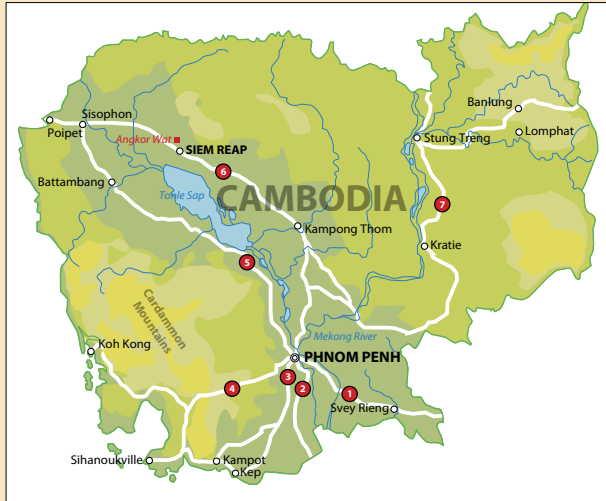 Sisophon
Poipet
Angkor Wat
SIEM REAP
Banlung
Lomphat
Stung Treng
Battambang
6
Tonle Sap
CAMBODIA
7
Kampong Thom
Kratie
5
Cardammon
Mountains
Mekong River
Koh Kong
PHNOM PENH
3
4
2
1
Svey Rieng
Sihanoukville
Kampot
Kep